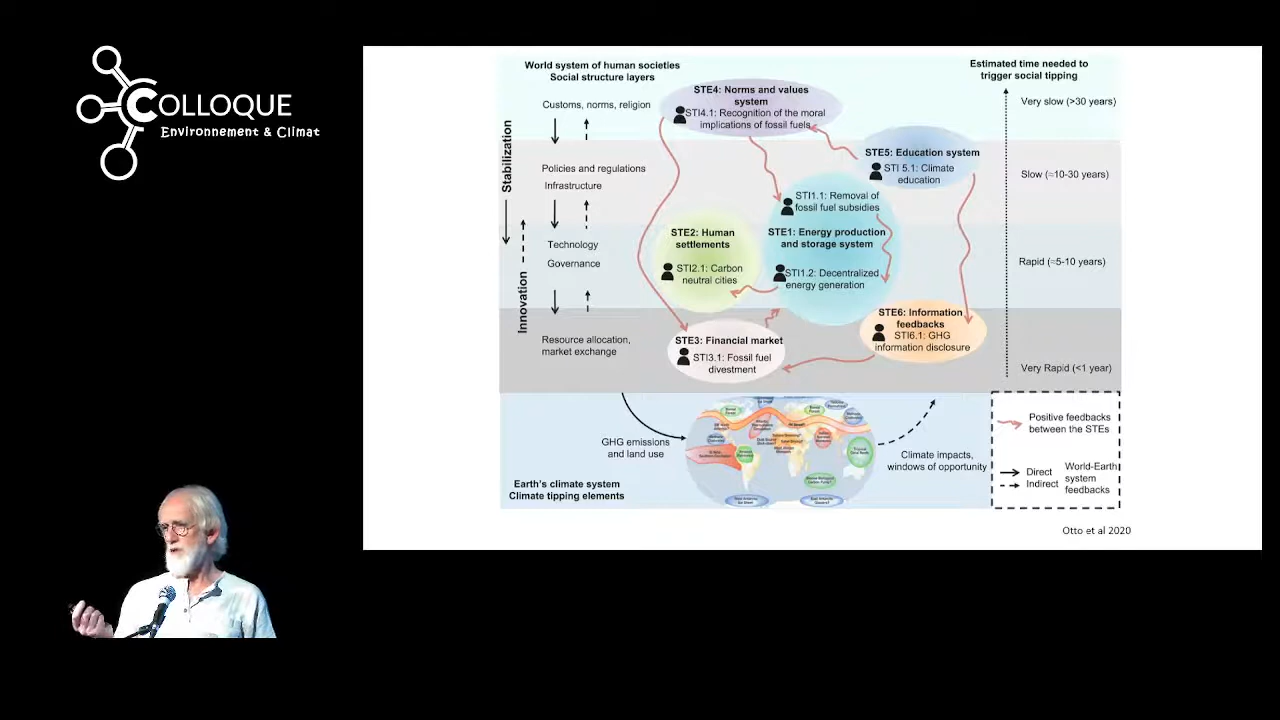 COLLOQUE
Environnement & Climat
World system of human societies
Social structure layers
Estimated time needed to
trigger social tipping
Customs, norms, religion
Policies and regulations
Infrastructure
Technology
Governance
Resource allocation,
market exchange
Stabilization
Innovation
STE4: Norms and values
system
STI4.1: Recognition of the moral
implications of fossil fuels
STE5: Education system
STI 5.1: Climate
education
STI1.1: Removal of
fossil fuel subsidies
STE1: Energy production
and storage system
STI1.2: Decentralized
energy generation
STE2: Human
settlements
STI2.1: Carbon
neutral cities
STE6: Information
feedbacks
STI6.1: GHG
information disclosure
STE3: Financial market
STI3.1: Fossil fuel
divestment
Very slow (>30 years)
Slow (≈10-30 years)
Rapid (≈5-10 years)
Very Rapid (<1 year)
GHG emissions
and land use
Climate impacts,
windows of opportunity
Earth's climate system
Climate tipping elements
Positive feedbacks
between the STEs
Direct
Indirect
World-Earth
system
feedbacks
Otto et al 2020